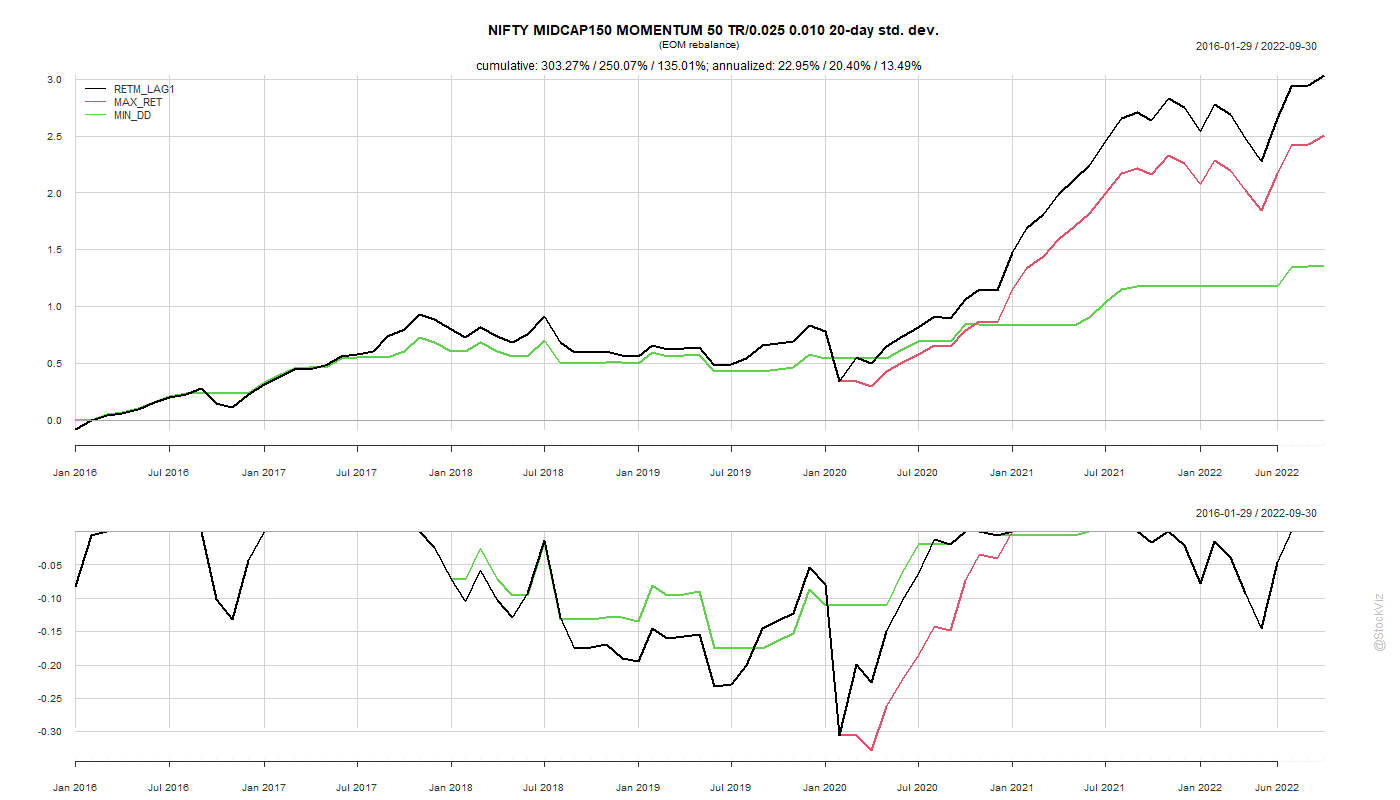 NIFTY MIDCAP150 MOMENTUM 50 TR/0.025 0.010 20-day std. dev.
(EOM rebalance)
2016-01-29 / 2022-09-30
cumulative: 303.27% / 250.07% / 135.01%; annualized: 22.95% / 20.40% / 13.49%
3.0
RETM_LAG1
MAX_RET
MIN_DD
2.5
2.0
1.5
1.0
0.5
0.0
Jan 2016 Jul 2016 Jan 2017 Jul 2017 Jan 2018 Jul 2018 Jan 2019 Jul 2019 Jan 2020 Jul 2020 Jan 2021 Jul 2021 Jan 2022 Jun 2022
2016-01-29 / 2022-09-30
-0.05
-0.10
-0.15
-0.20
-0.25
-0.30
Jan 2016 Jul 2016 Jan 2017 Jul 2017 Jan 2018 Jul 2018 Jan 2019 Jul 2019 Jan 2020 Jul 2020 Jan 2021 Jul 2021 Jan 2022 Jun 2022
@StockViz